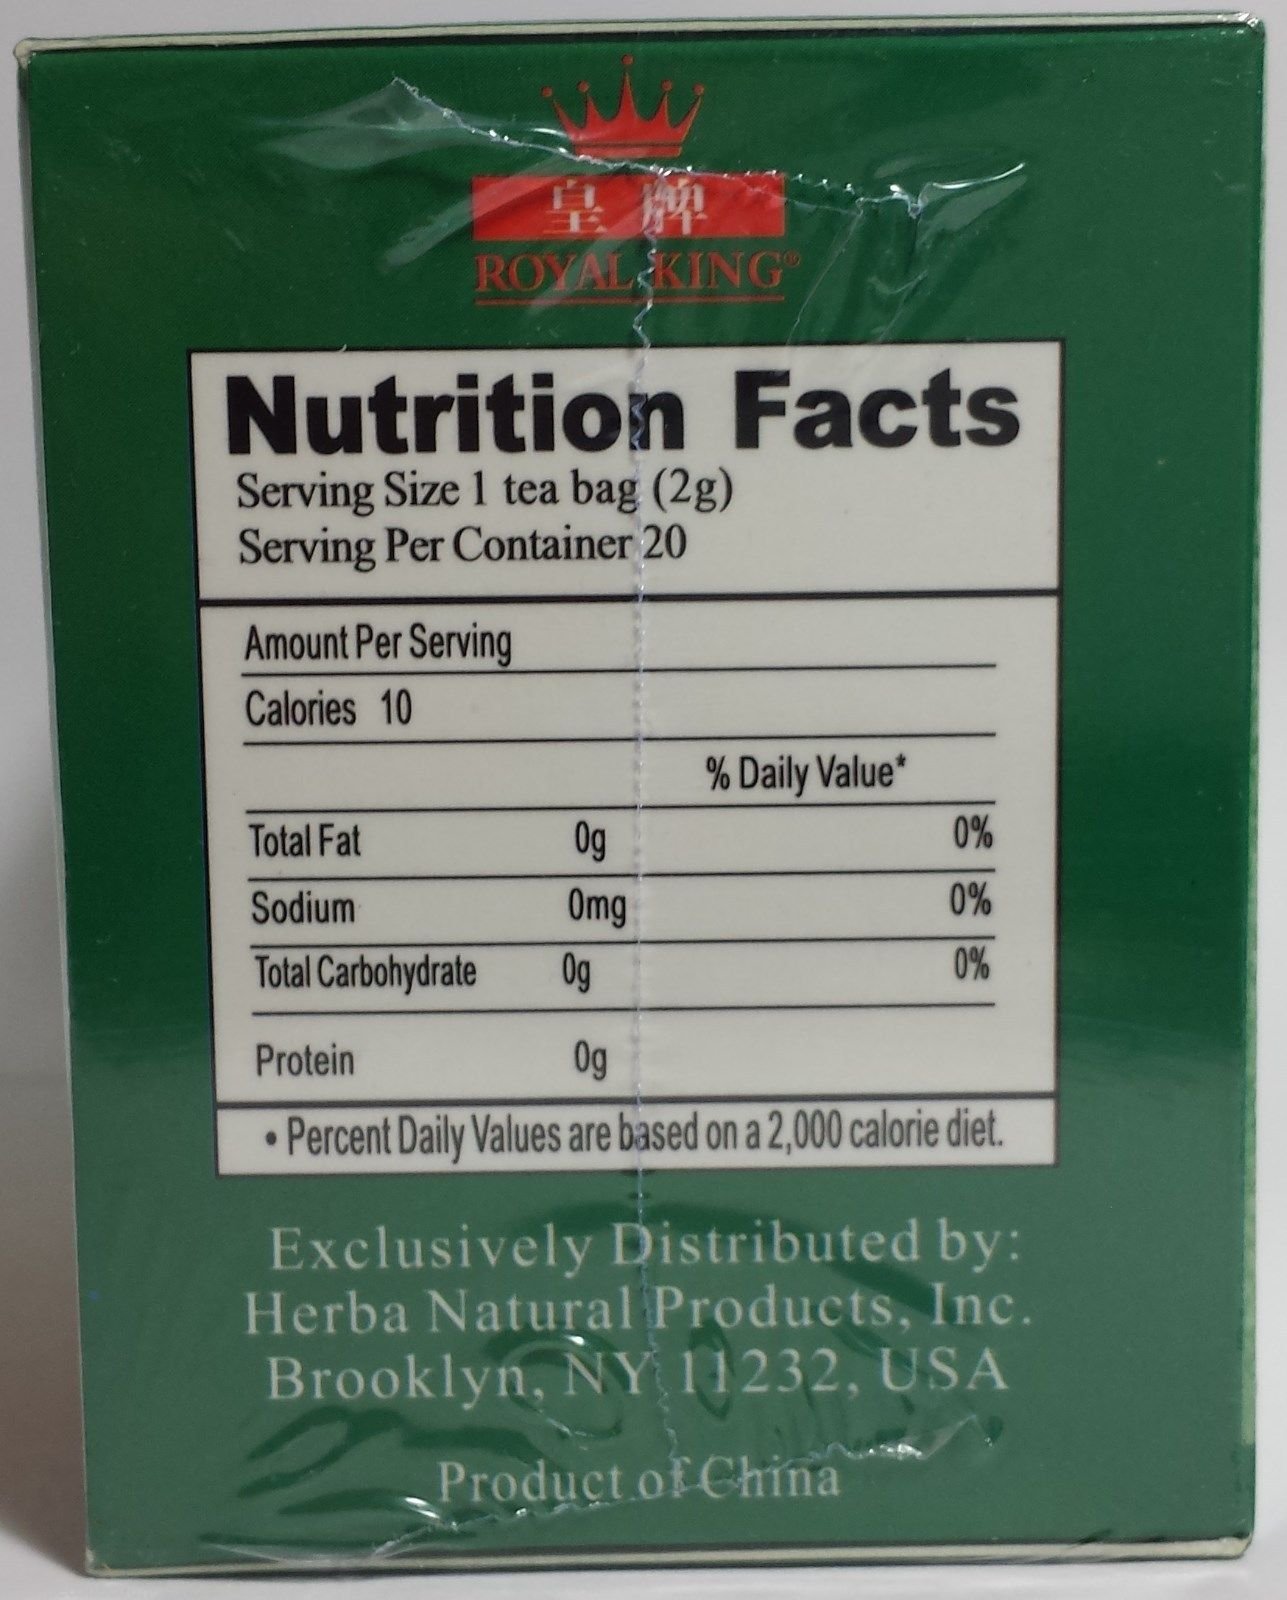 皇牌
ROYAL KING®
Nutrition Facts
Serving Size 1 tea bag (2g)
Serving Per Container 20
Amount Per Serving
Calories 10
% Daily Value*
Total Fat 0g 0%
Sodium 0mg 0%
Total Carbohydrate 0g 0%
Protein 0g
• Percent Daily Values are based on a 2,000 calorie diet.
Exclusively Distributed by:
Herba Natural Products, Inc.
Brooklyn, NY 11232, USA
Product of China